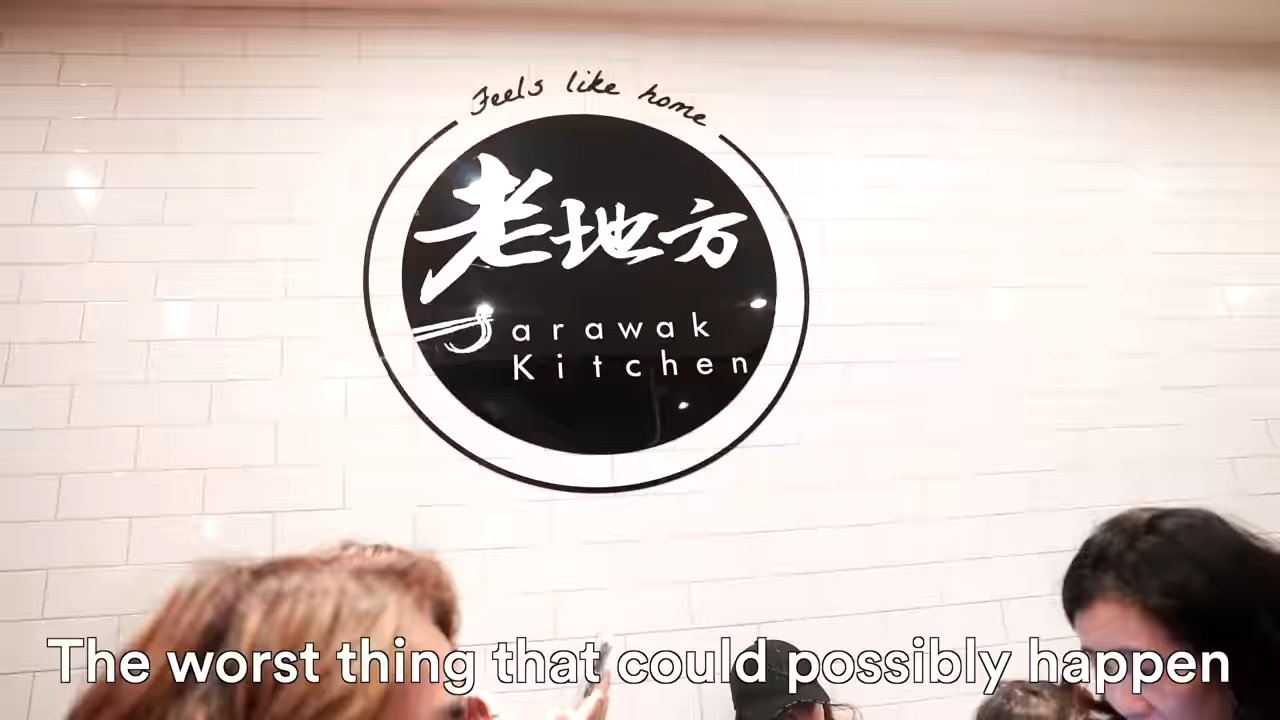 Feels like home
老地方
Sarawak
Kitchen
The worst thing that could possibly happen